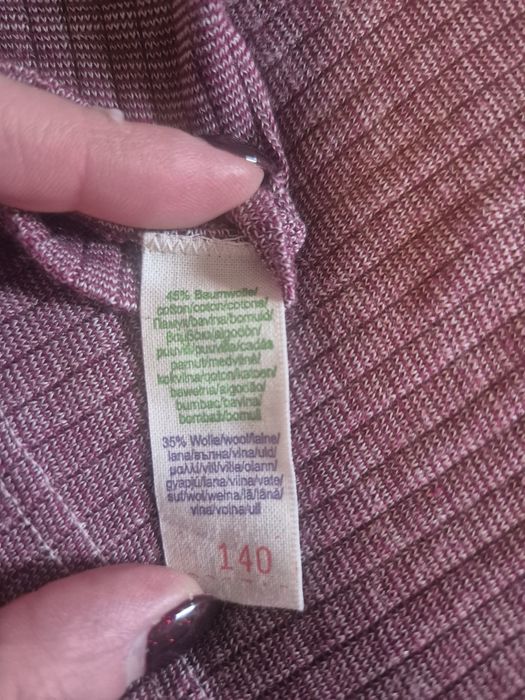 45% Baumwolle/
cotton/coton/cotone/
Памук/bavlna/bomuld/
βαμβάκι/algodón/
puuvill/puuvilla/cadás
pamut/medvilnė/
kokvilna/qoton/katoen/
bawełna/algodão/
bumbac/bavlna/
bombaž/bomull
35% Wolle/wool/laine/
lana/вълна/vlna/uld/
μαλλί/vill/villa/olann/
gyapjú/lana/vilna/vate/
suf/wol/wełna/lã/lână/
vlna/volna/ull
140